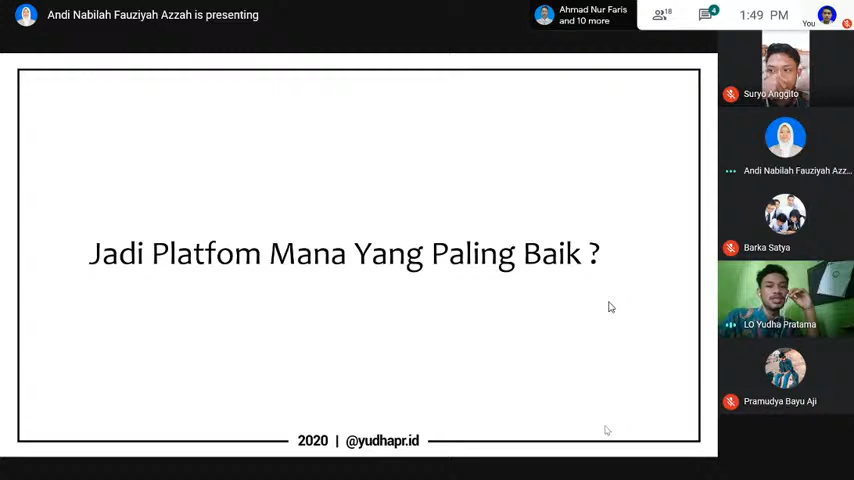 Andi Nabilah Fauziyah Azzah is presenting
Ahmad Nur Faris
and 10 more
18
4
1:49 PM
You
Suryo Anggito
Andi Nabilah Fauziyah Azz...
Barka Satya
LO Yudha Pratama
Pramudya Bayu Aji
Jadi Platfom Mana Yang Paling Baik ?
2020 | @yudhapr.id